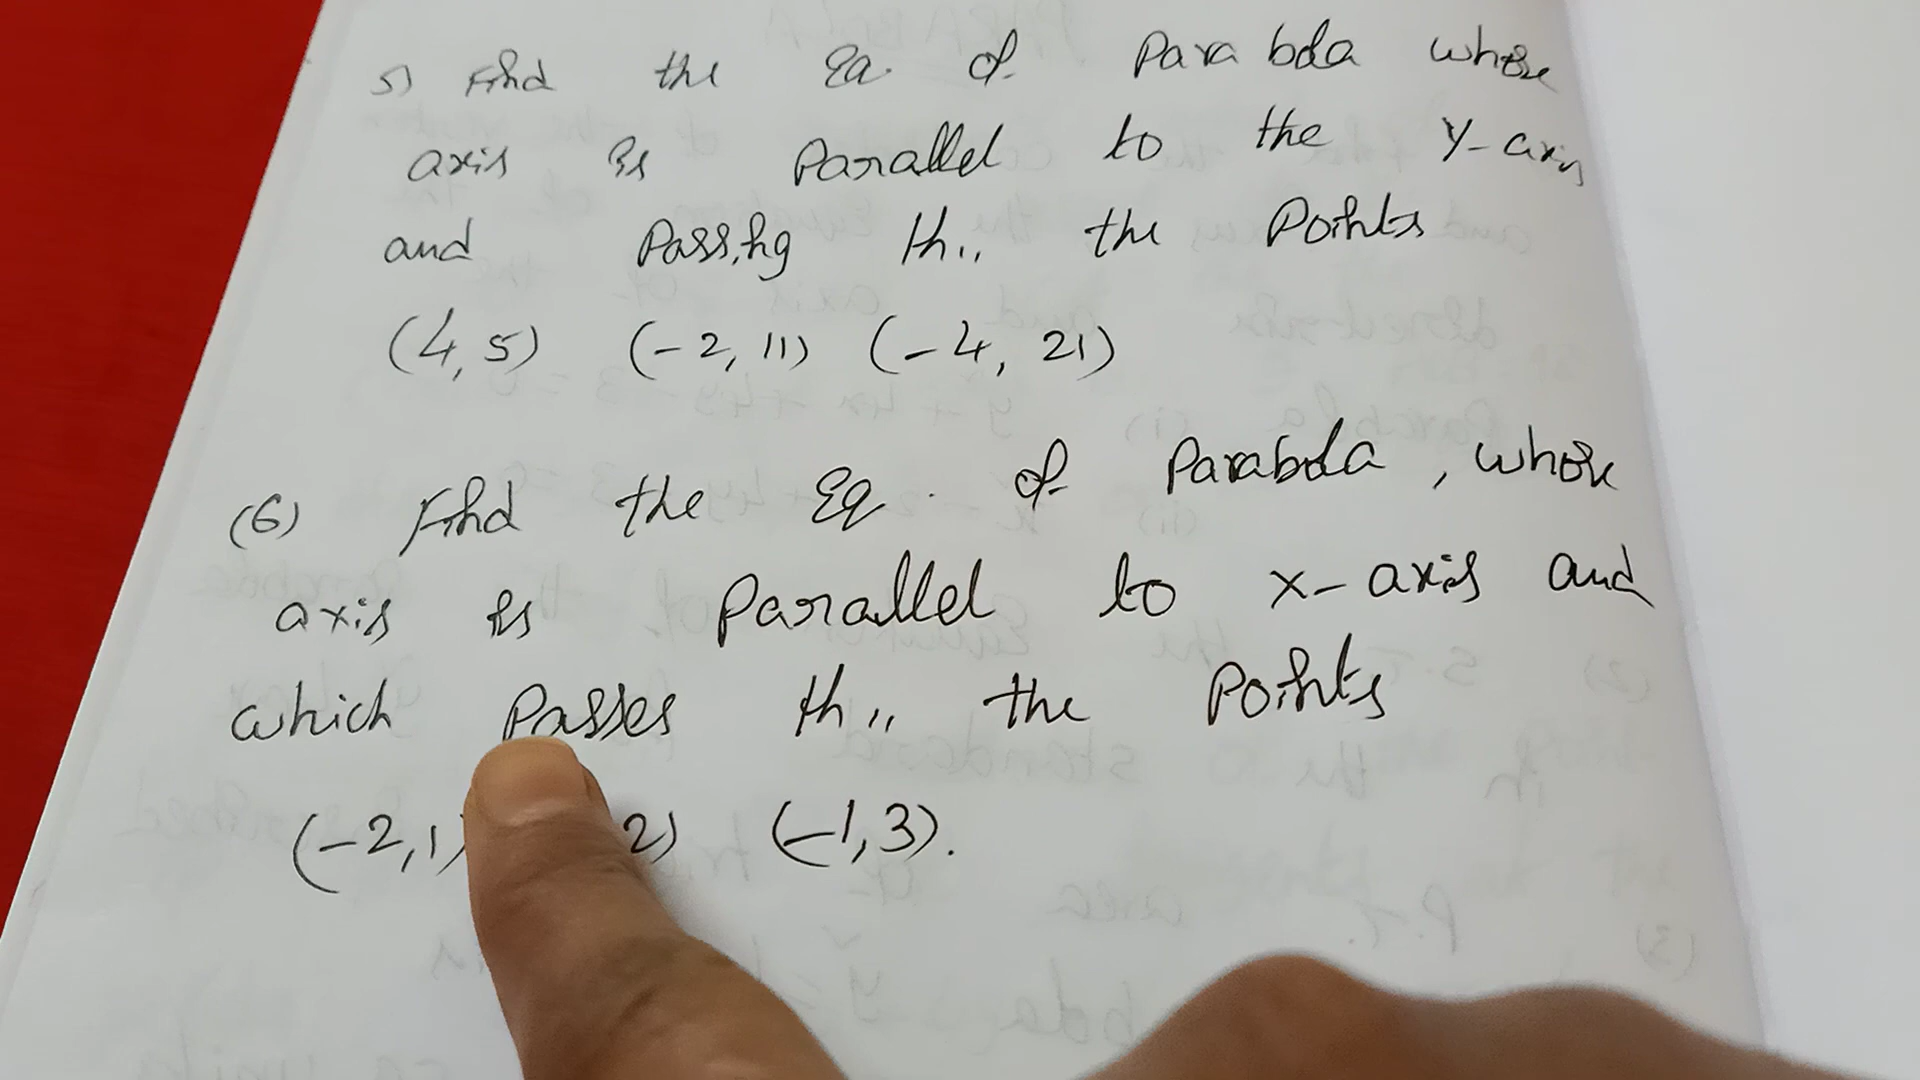 5) Find the Eq. of Parabola whose
axis is Parallel to the Y-axis
and Passing th,, the Points
(4,5) (-2,11) (-4, 21)
(6) Find the Eq. of Parabola, whose
axis is Parallel to x-axis and
which Passes th,, the Points
(-2,1) 2) (-1,3).